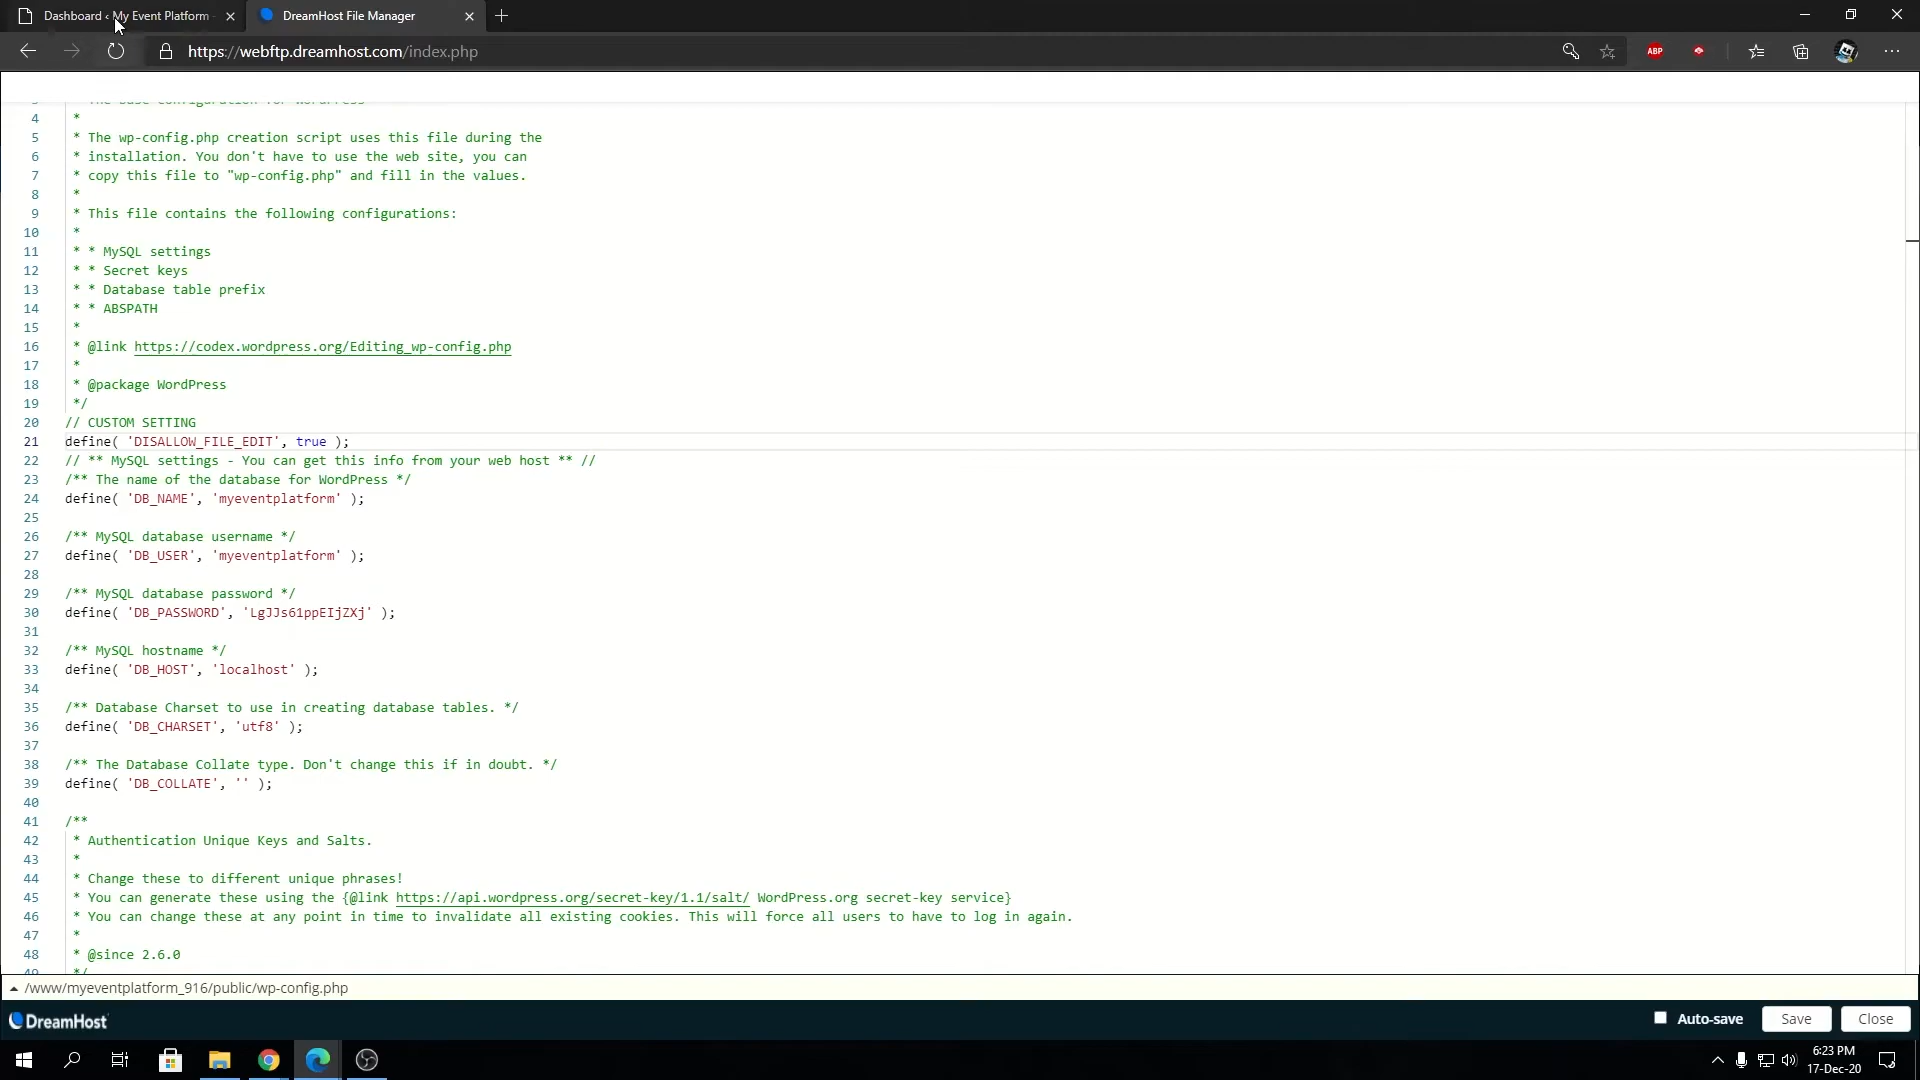 Dashboard ‹ My Event Platform
DreamHost File Manager
https://webftp.dreamhost.com/index.php
ABP
4 *
5 * The wp-config.php creation script uses this file during the
6 * installation. You don't have to use the web site, you can
7 * copy this file to "wp-config.php" and fill in the values.
8 *
9 * This file contains the following configurations:
10 *
11 * * MySQL settings
12 * * Secret keys
13 * * Database table prefix
14 * * ABSPATH
15 *
16 * @link https://codex.wordpress.org/Editing_wp-config.php
17 *
18 * @package WordPress
19 */
20 // CUSTOM SETTING
21 define( 'DISALLOW_FILE_EDIT', true );
22 // ** MySQL settings - You can get this info from your web host ** //
23 /** The name of the database for WordPress */
24 define( 'DB_NAME', 'myeventplatform' );
25
26 /** MySQL database username */
27 define( 'DB_USER', 'myeventplatform' );
28
29 /** MySQL database password */
30 define( 'DB_PASSWORD', 'LgJJs61ppEIjZXj' );
31
32 /** MySQL hostname */
33 define( 'DB_HOST', 'localhost' );
34
35 /** Database Charset to use in creating database tables. */
36 define( 'DB_CHARSET', 'utf8' );
37
38 /** The Database Collate type. Don't change this if in doubt. */
39 define( 'DB_COLLATE', '' );
40
41 /**
42 * Authentication Unique Keys and Salts.
43 *
44 * Change these to different unique phrases!
45 * You can generate these using the {@link https://api.wordpress.org/secret-key/1.1/salt/ WordPress.org secret-key service}
46 * You can change these at any point in time to invalidate all existing cookies. This will force all users to have to log in again.
47 *
48 * @since 2.6.0
/www/myeventplatform_916/public/wp-config.php
DreamHost
Auto-save
Save
Close
6:23 PM
17-Dec-20